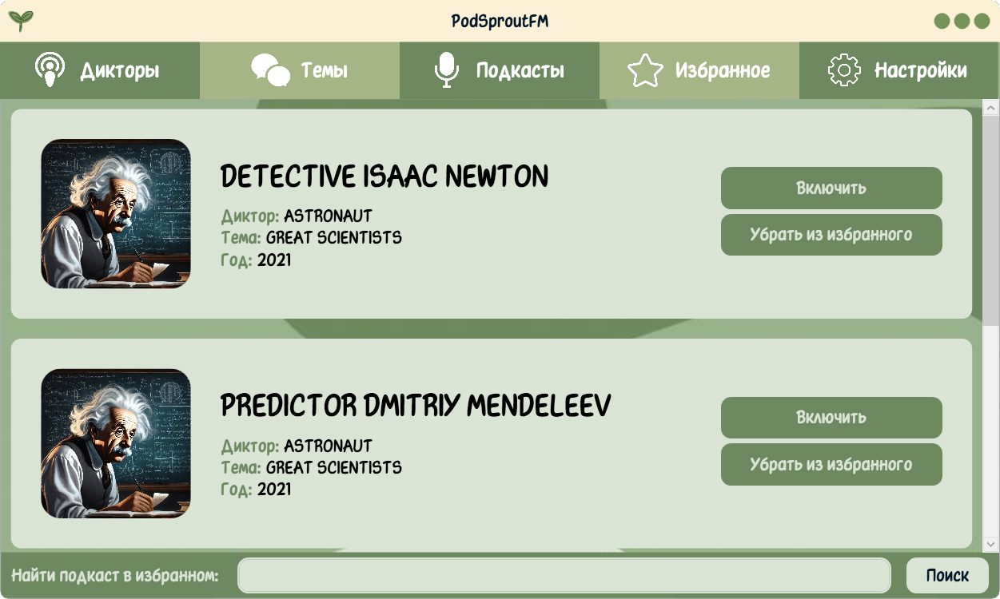 PodSproutFM
Дикторы
Темы
Подкасты
Избранное
Настройки
DETECTIVE ISAAC NEWTON
Диктор: ASTRONAUT
Тема: GREAT SCIENTISTS
Год: 2021
Включить
Убрать из избранного
PREDICTOR DMITRIY MENDELEEV
Диктор: ASTRONAUT
Тема: GREAT SCIENTISTS
Год: 2021
Включить
Убрать из избранного
Найти подкаст в избранном:
Поиск